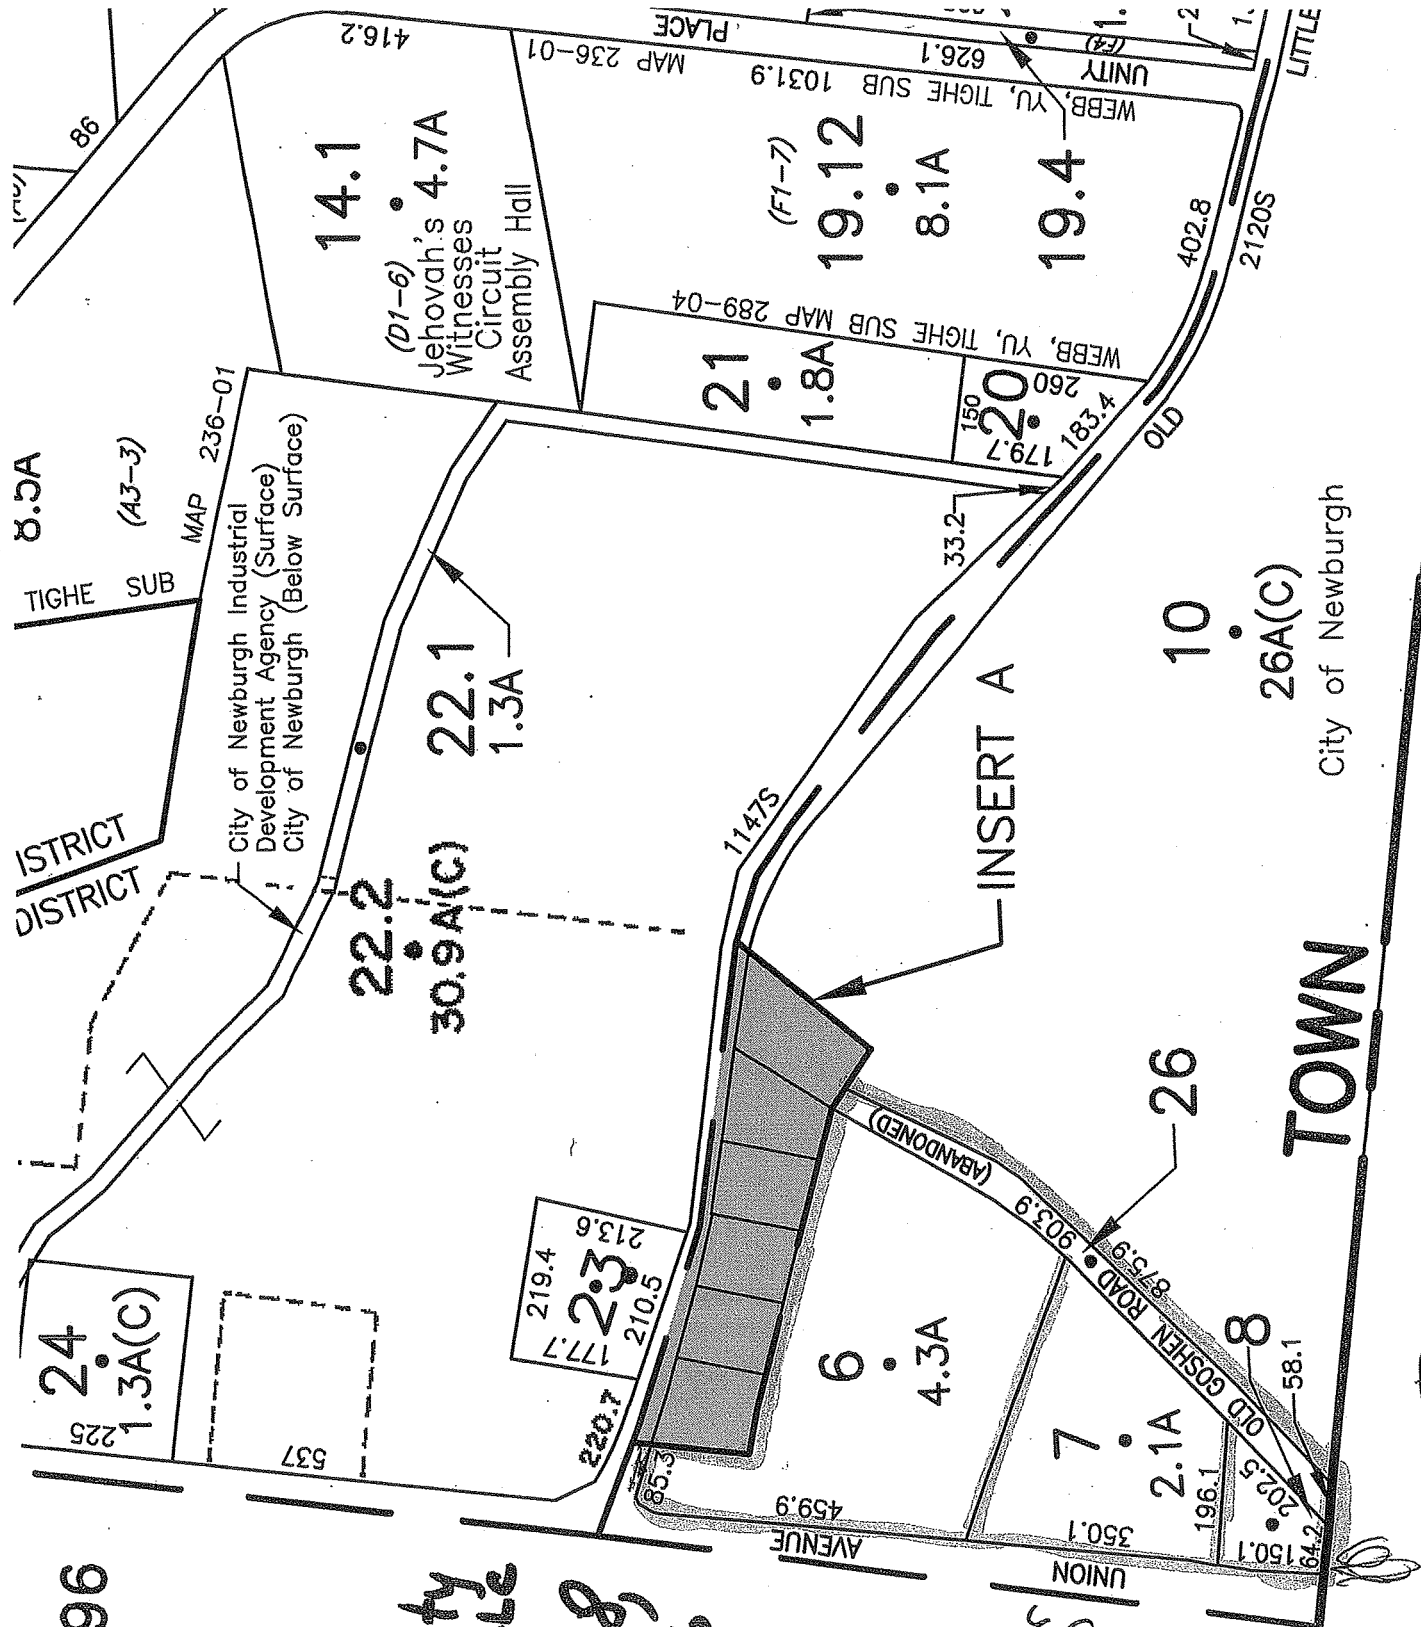 416.2
PLACE
MAP 236-01
626.1
UNITY
(F4)
LITTLE
86
WEBB, YU, TIGHE SUB 1031.9
14.1
4.7A
(D1-6)
Jehovah's
Witnesses
Circuit
Assembly Hall
(F1-7)
19.12
8.1A
19.4
402.8
2120S
WEBB, YU, TIGHE SUB MAP 289-04
21
1.8A
150
20
260
179.7
183.4
OLD
33.2
8.5A
(A3-3)
MAP 236-01
TIGHE SUB
City of Newburgh Industrial
Development Agency (Surface)
City of Newburgh (Below Surface)
22.1
1.3A
10
26A(C)
City of Newburgh
ISTRICT
DISTRICT
22.2
30.9A(C)
1147S
INSERT A
TOWN
26
(ABANDONED)
903.9
875.9
OLD GOSHEN ROAD
219.4
213.6
23
177.7
210.5
220.7
24
1.3A(C)
225
537
6
4.3A
8
58.1
7
2.1A
85.3
459.9
350.1
196.1
202.5
150.1
64.2
UNION AVENUE
96
ty
8,